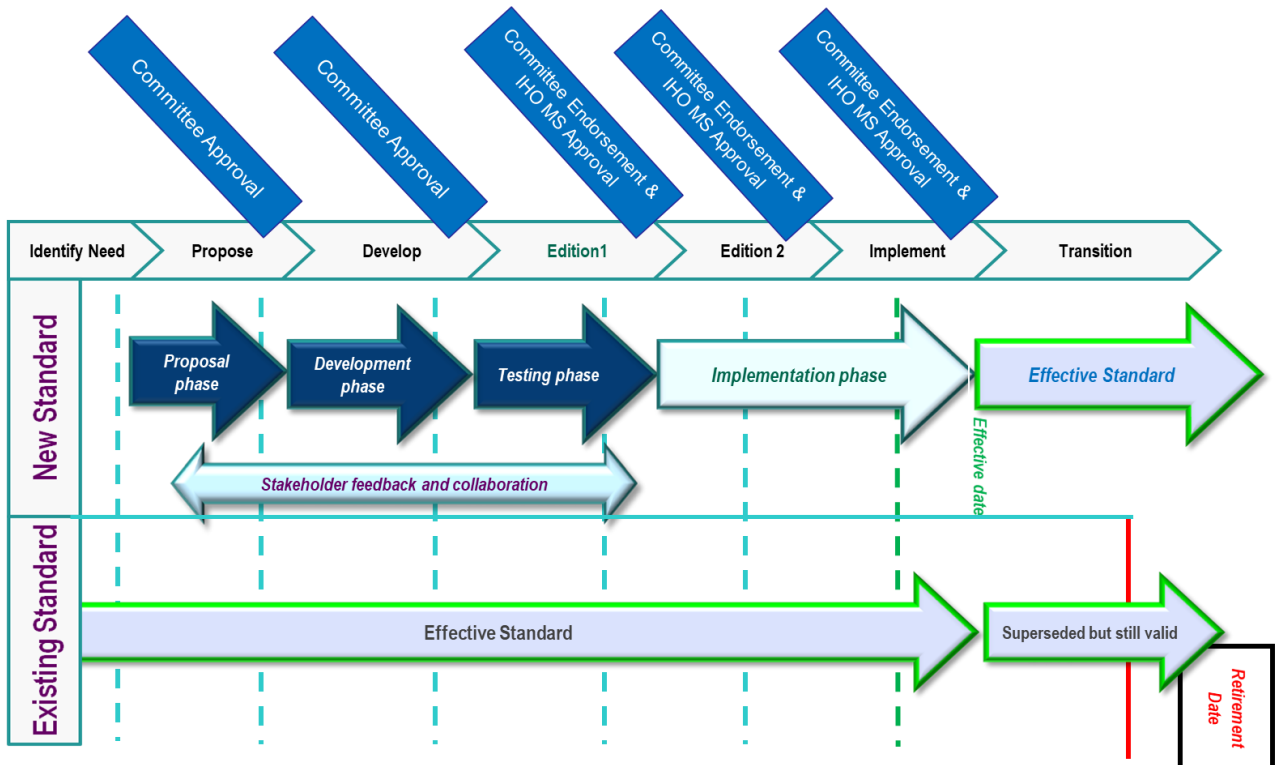 Committee Approval
Committee Approval
Committee Endorsement &
IHO MS Approval
Committee Endorsement &
IHO MS Approval
Committee Endorsement &
IHO MS Approval
Identify Need
Propose
Develop
Edition1
Edition 2
Implement
Transition
New Standard
Proposal
phase
Development
phase
Testing phase
Implementation phase
Effective Standard
Effective date
Stakeholder feedback and collaboration
Existing Standard
Effective Standard
Superseded but still valid
Retirement
Date